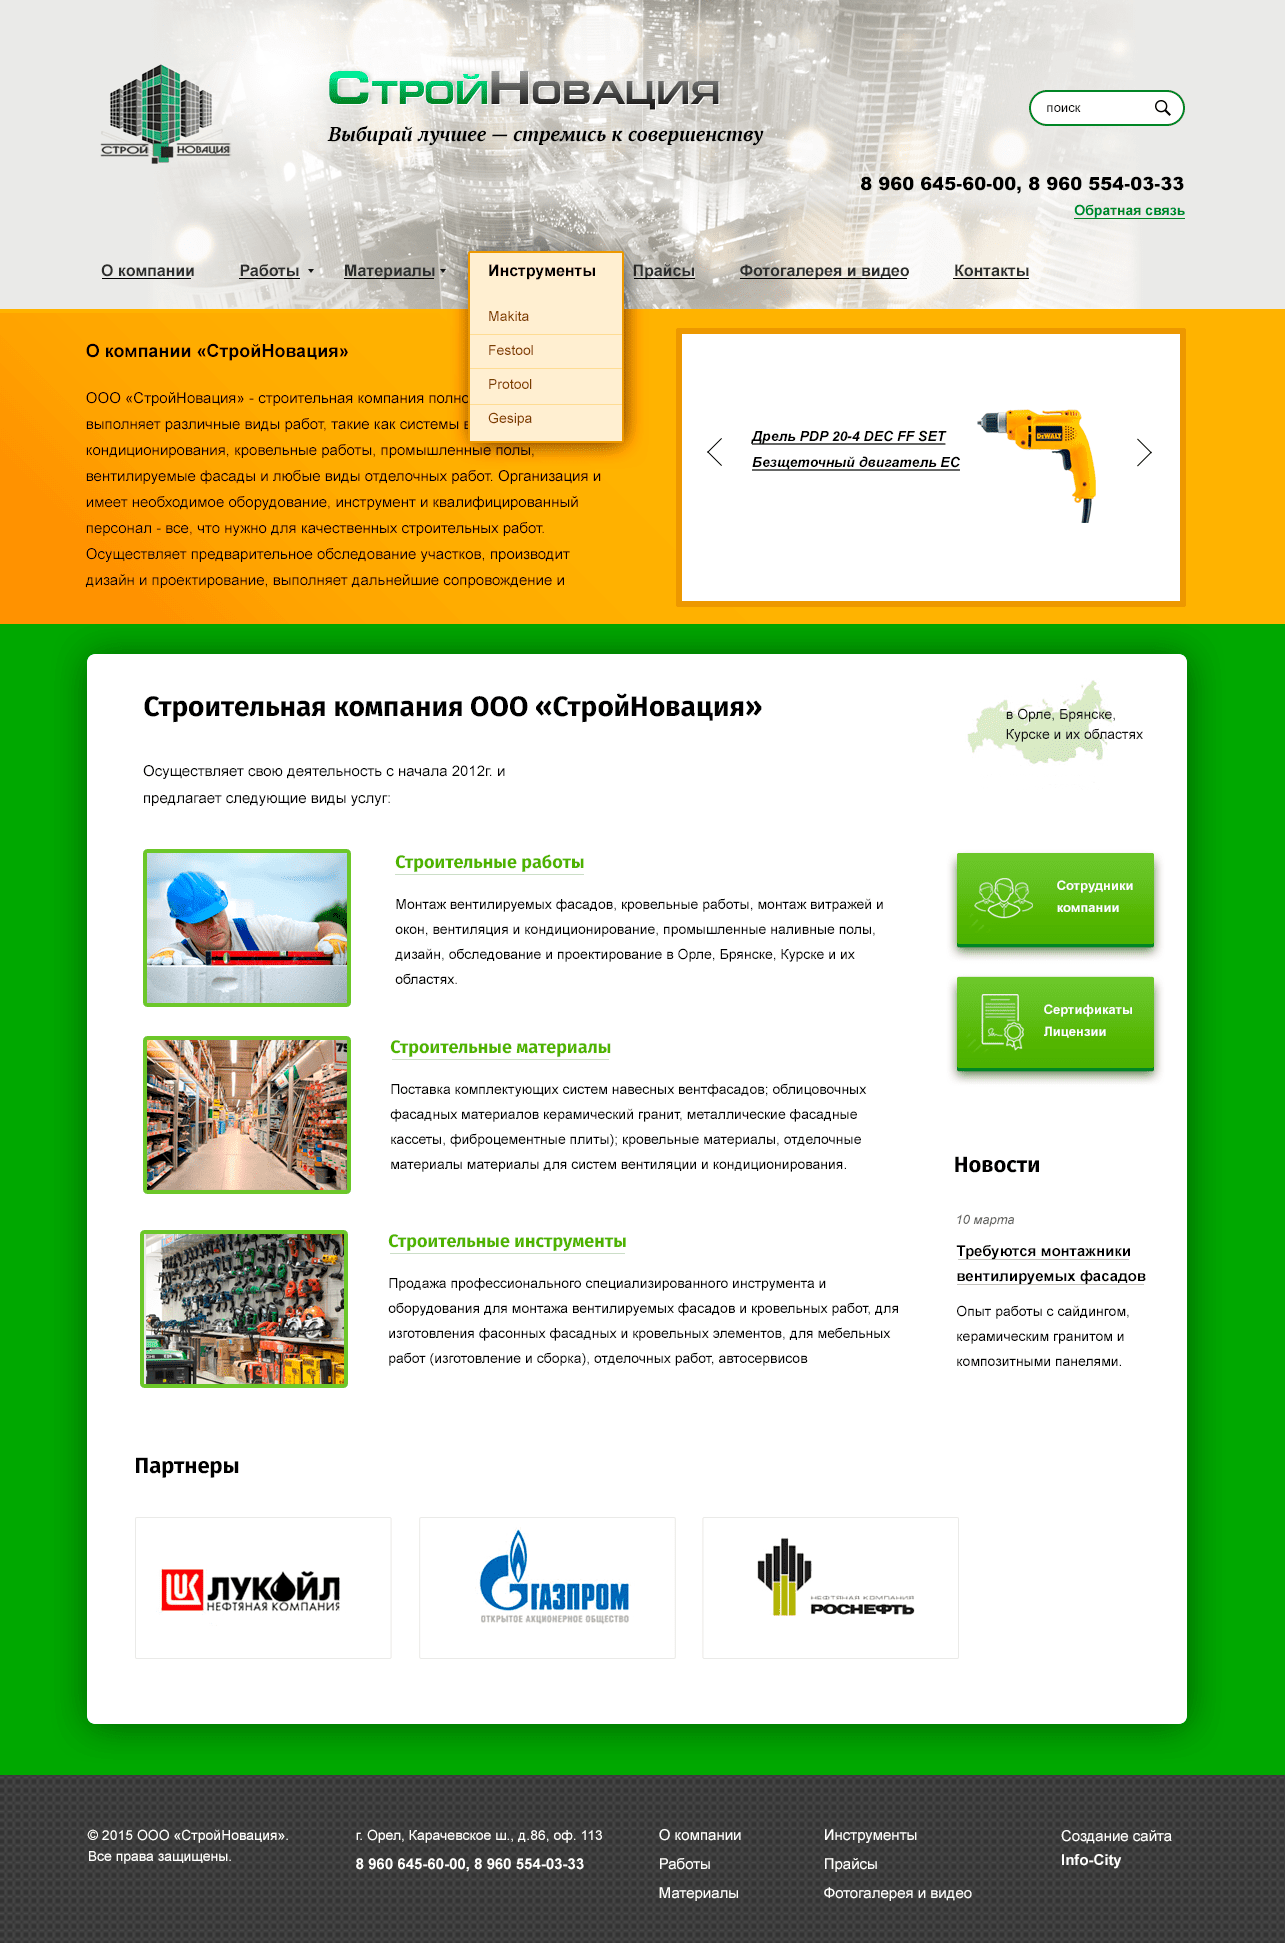 СТРОЙ НОВАЦИЯ
СтройНовация
Выбирай лучшее — стремись к совершенству
поиск
8 960 645-60-00, 8 960 554-03-33
Обратная связь
О компании
Работы
Материалы
Инструменты
Прайсы
Фотогалерея и видео
Контакты
Makita
Festool
Protool
Gesipa
О компании «СтройНовация»
ООО «СтройНовация» - строительная компания
выполняет различные виды работ, такие как системы
кондиционирования, кровельные работы, промышленные полы,
вентилируемые фасады и любые виды отделочных работ. Организация и
имеет необходимое оборудование, инструмент и квалифицированный
персонал - все, что нужно для качественных строительных работ.
Осуществляет предварительное обследование участков, производит
дизайн и проектирование, выполняет дальнейшие сопровождение и
Дрель PDP 20-4 DEC FF SET
Безщеточный двигатель EC
DEWALT
Строительная компания ООО «СтройНовация»
в Орле, Брянске,
Курске и их областях
Осуществляет свою деятельность с начала 2012г. и
предлагает следующие виды услуг:
Строительные работы
Монтаж вентилируемых фасадов, кровельные работы, монтаж витражей и
окон, вентиляция и кондиционирование, промышленные наливные полы,
дизайн, обследование и проектирование в Орле, Брянске, Курске и их
областях.
Сотрудники
компании
Сертификаты
Лицензии
Строительные материалы
Поставка комплектующих систем навесных вентфасадов; облицовочных
фасадных материалов керамический гранит, металлические фасадные
кассеты, фиброцементные плиты); кровельные материалы, отделочные
материалы материалы для систем вентиляции и кондиционирования.
Строительные инструменты
Продажа профессионального специализированного инструмента и
оборудования для монтажа вентилируемых фасадов и кровельных работ, для
изготовления фасонных фасадных и кровельных элементов, для мебельных
работ (изготовление и сборка), отделочных работ, автосервисов
Новости
10 марта
Требуются монтажники
вентилируемых фасадов
Опыт работы с сайдингом,
керамическим гранитом и
композитными панелями.
Партнеры
ЛУКОЙЛ
НЕФТЯНАЯ КОМПАНИЯ
ГАЗПРОМ
ОТКРЫТОЕ АКЦИОНЕРНОЕ ОБЩЕСТВО
НЕФТЯНАЯ КОМПАНИЯ
РОСНЕФТЬ
© 2015 ООО «СтройНовация».
Все права защищены.
г. Орел, Карачевское ш., д.86, оф. 113
8 960 645-60-00, 8 960 554-03-33
О компании
Работы
Материалы
Инструменты
Прайсы
Фотогалерея и видео
Создание сайта
Info-City